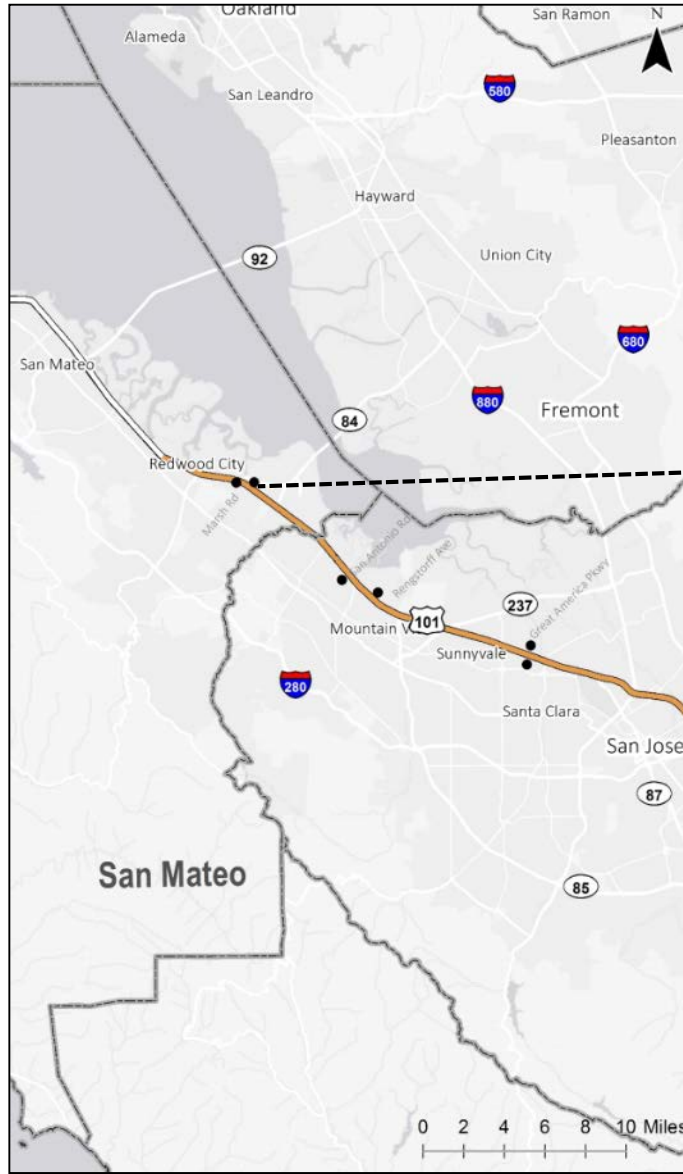 Oakland
San Ramon
N
Alameda
580
San Leandro
Pleasanton
Hayward
Union City
92
680
San Mateo
880
Fremont
84
Redwood City
Marsh Rd
San Antonio Rd
Rengstorff Ave
237
Great America Pkwy
101
Mountain
Sunnyvale
280
Santa Clara
San Jose
87
San Mateo
85
0 2 4 6 8 10 Miles